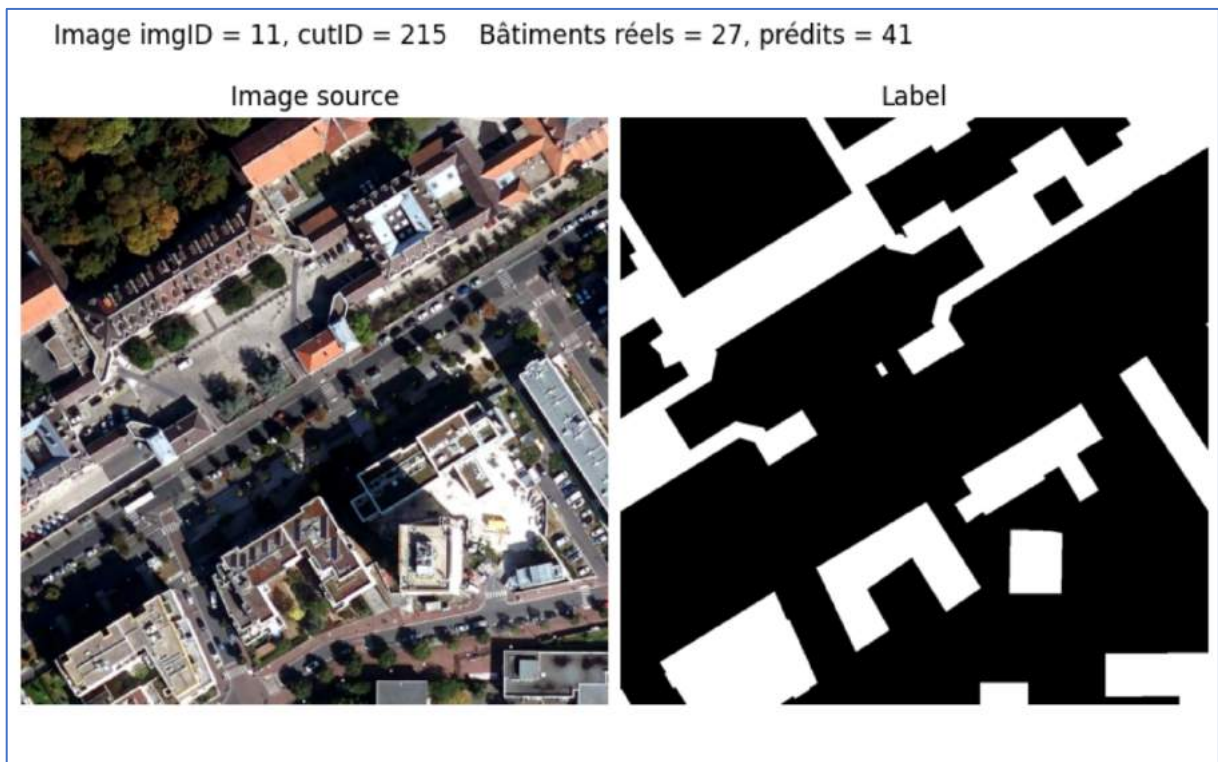 Image imgID = 11, cutID = 215 Bâtiments réels = 27, prédits = 41
Image source
Label